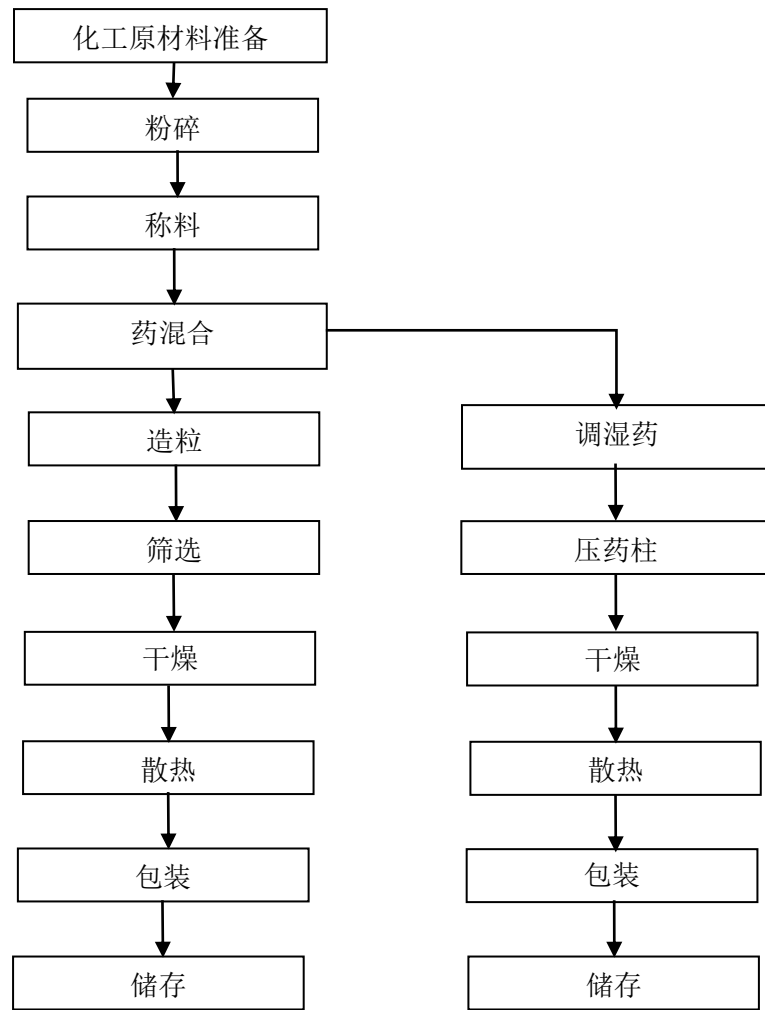 化工原材料准备
粉碎
称料
药混合
造粒
筛选
干燥
散热
包装
储存
调湿药
压药柱
干燥
散热
包装
储存